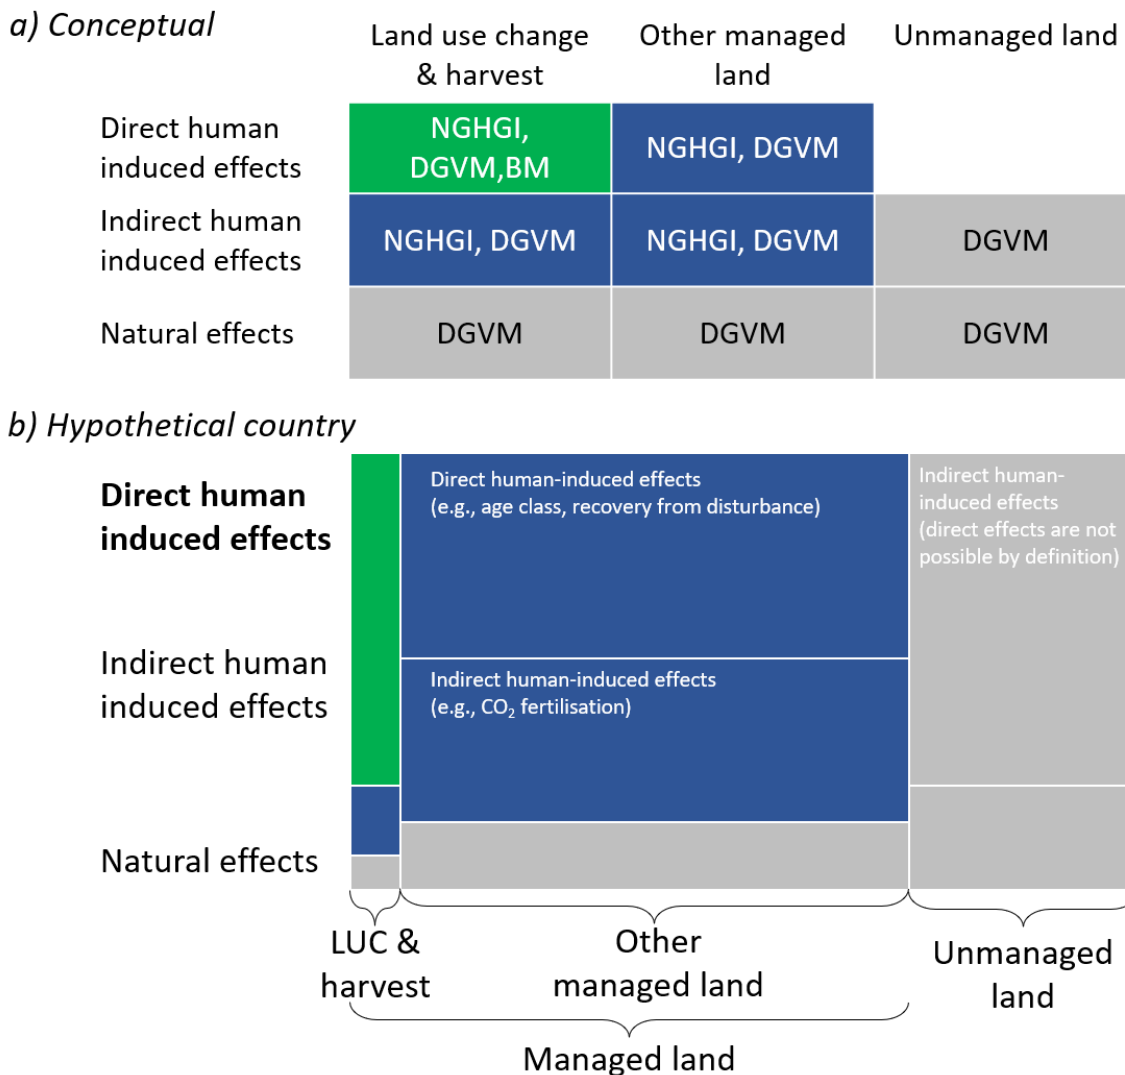 a) Conceptual
Land use change
& harvest
Other managed
land
Unmanaged land
Direct human
induced effects
NGHGI,
DGVM,BM
NGHGI, DGVM
Indirect human
induced effects
NGHGI, DGVM
NGHGI, DGVM
DGVM
Natural effects
DGVM
DGVM
DGVM
b) Hypothetical country
Direct human
induced effects
Direct human-induced effects
(e.g., age class, recovery from disturbance)
Indirect human-
induced effects
(direct effects are not
possible by definition)
Indirect human
induced effects
Indirect human-induced effects
(e.g., CO₂ fertilisation)
Natural effects
LUC &
harvest
Other
managed land
Unmanaged
land
Managed land